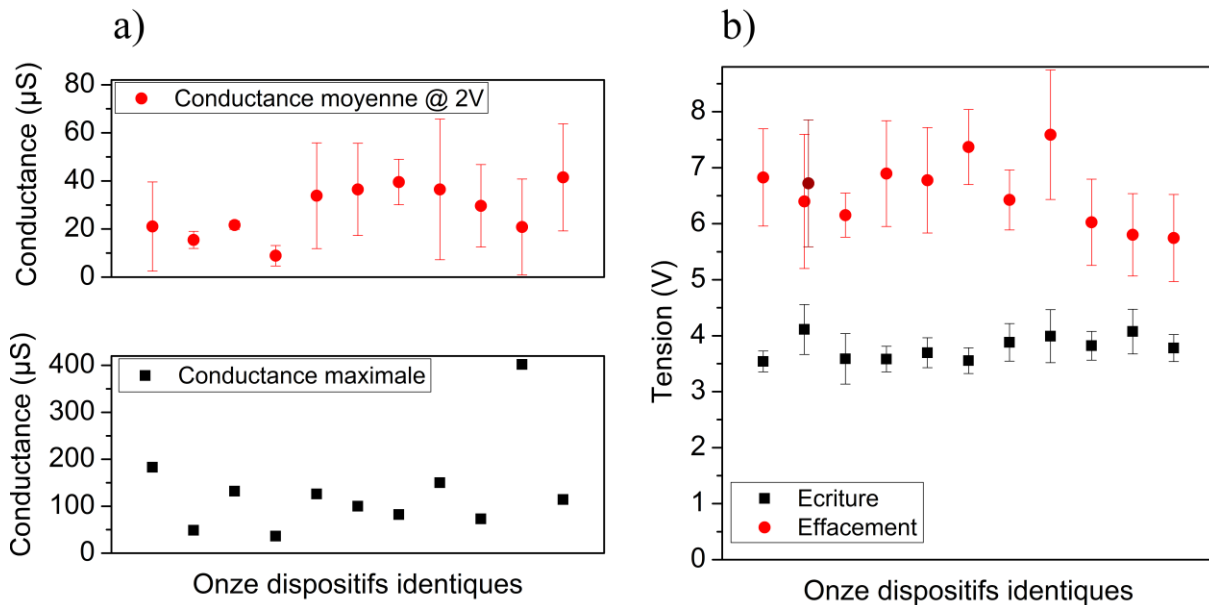 a)
Conductance (µS)
80
60
40
20
0
Conductance moyenne @ 2V
Conductance (µS)
400
300
200
100
0
Conductance maximale
Onze dispositifs identiques
b)
Tension (V)
8
7
6
5
4
3
2
1
0
Ecriture
Effacement
Onze dispositifs identiques